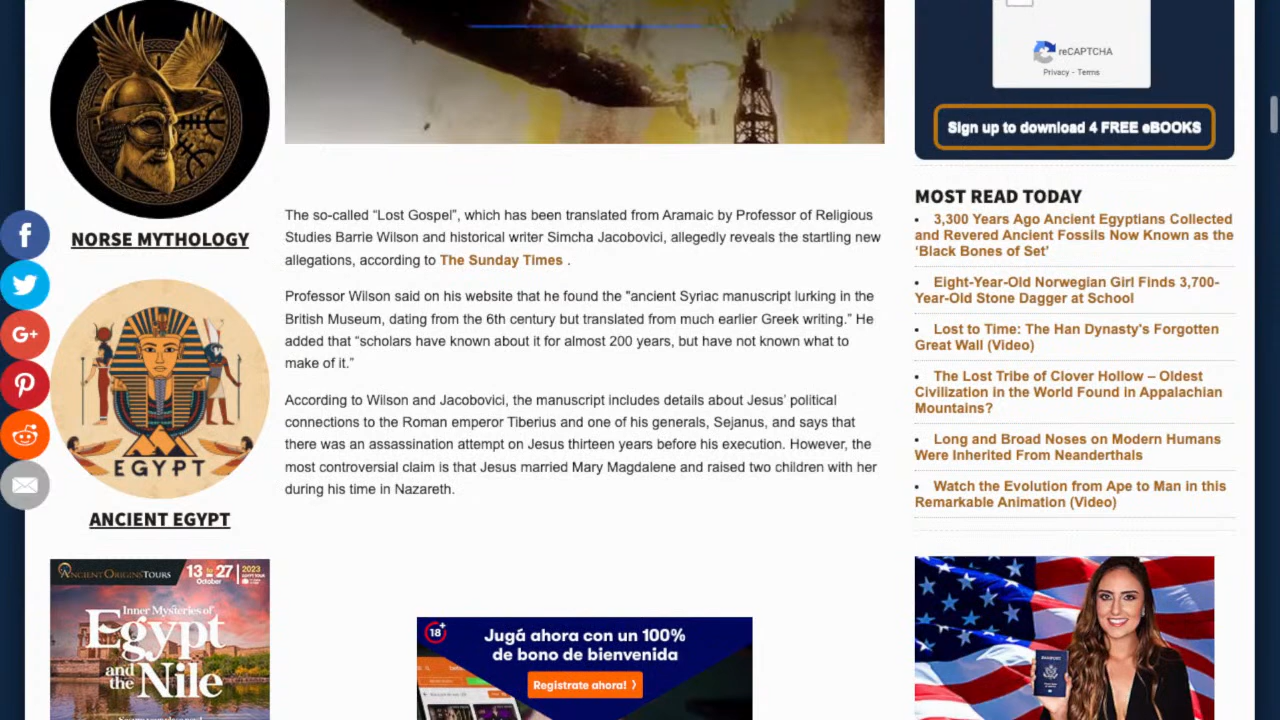 NORSE MYTHOLOGY
EGYPT
ANCIENT EGYPT
ANCIENT ORIGINS TOURS
13 to 27
October
2023
Inner Mysteries of
Egypt
and
the Nile
The so-called “Lost Gospel”, which has been translated from Aramaic by Professor of Religious
Studies Barrie Wilson and historical writer Simcha Jacobovici, allegedly reveals the startling new
allegations, according to The Sunday Times .
Professor Wilson said on his website that he found the "ancient Syriac manuscript lurking in the
British Museum, dating from the 6th century but translated from much earlier Greek writing.” He
added that “scholars have known about it for almost 200 years, but have not known what to
make of it.”
According to Wilson and Jacobovici, the manuscript includes details about Jesus’ political
connections to the Roman emperor Tiberius and one of his generals, Sejanus, and says that
there was an assassination attempt on Jesus thirteen years before his execution. However, the
most controversial claim is that Jesus married Mary Magdalene and raised two children with her
during his time in Nazareth.
18+
Jugá ahora con un 100%
de bono de bienvenida
Registrate ahora! ⟩
reCAPTCHA
Privacy - Terms
Sign up to download 4 FREE eBOOKS
MOST READ TODAY
▪ 3,300 Years Ago Ancient Egyptians Collected
and Revered Ancient Fossils Now Known as the
‘Black Bones of Set’
▪ Eight-Year-Old Norwegian Girl Finds 3,700-
Year-Old Stone Dagger at School
▪ Lost to Time: The Han Dynasty's Forgotten
Great Wall (Video)
▪ The Lost Tribe of Clover Hollow – Oldest
Civilization in the World Found in Appalachian
Mountains?
▪ Long and Broad Noses on Modern Humans
Were Inherited From Neanderthals
▪ Watch the Evolution from Ape to Man in this
Remarkable Animation (Video)
PASSPORT